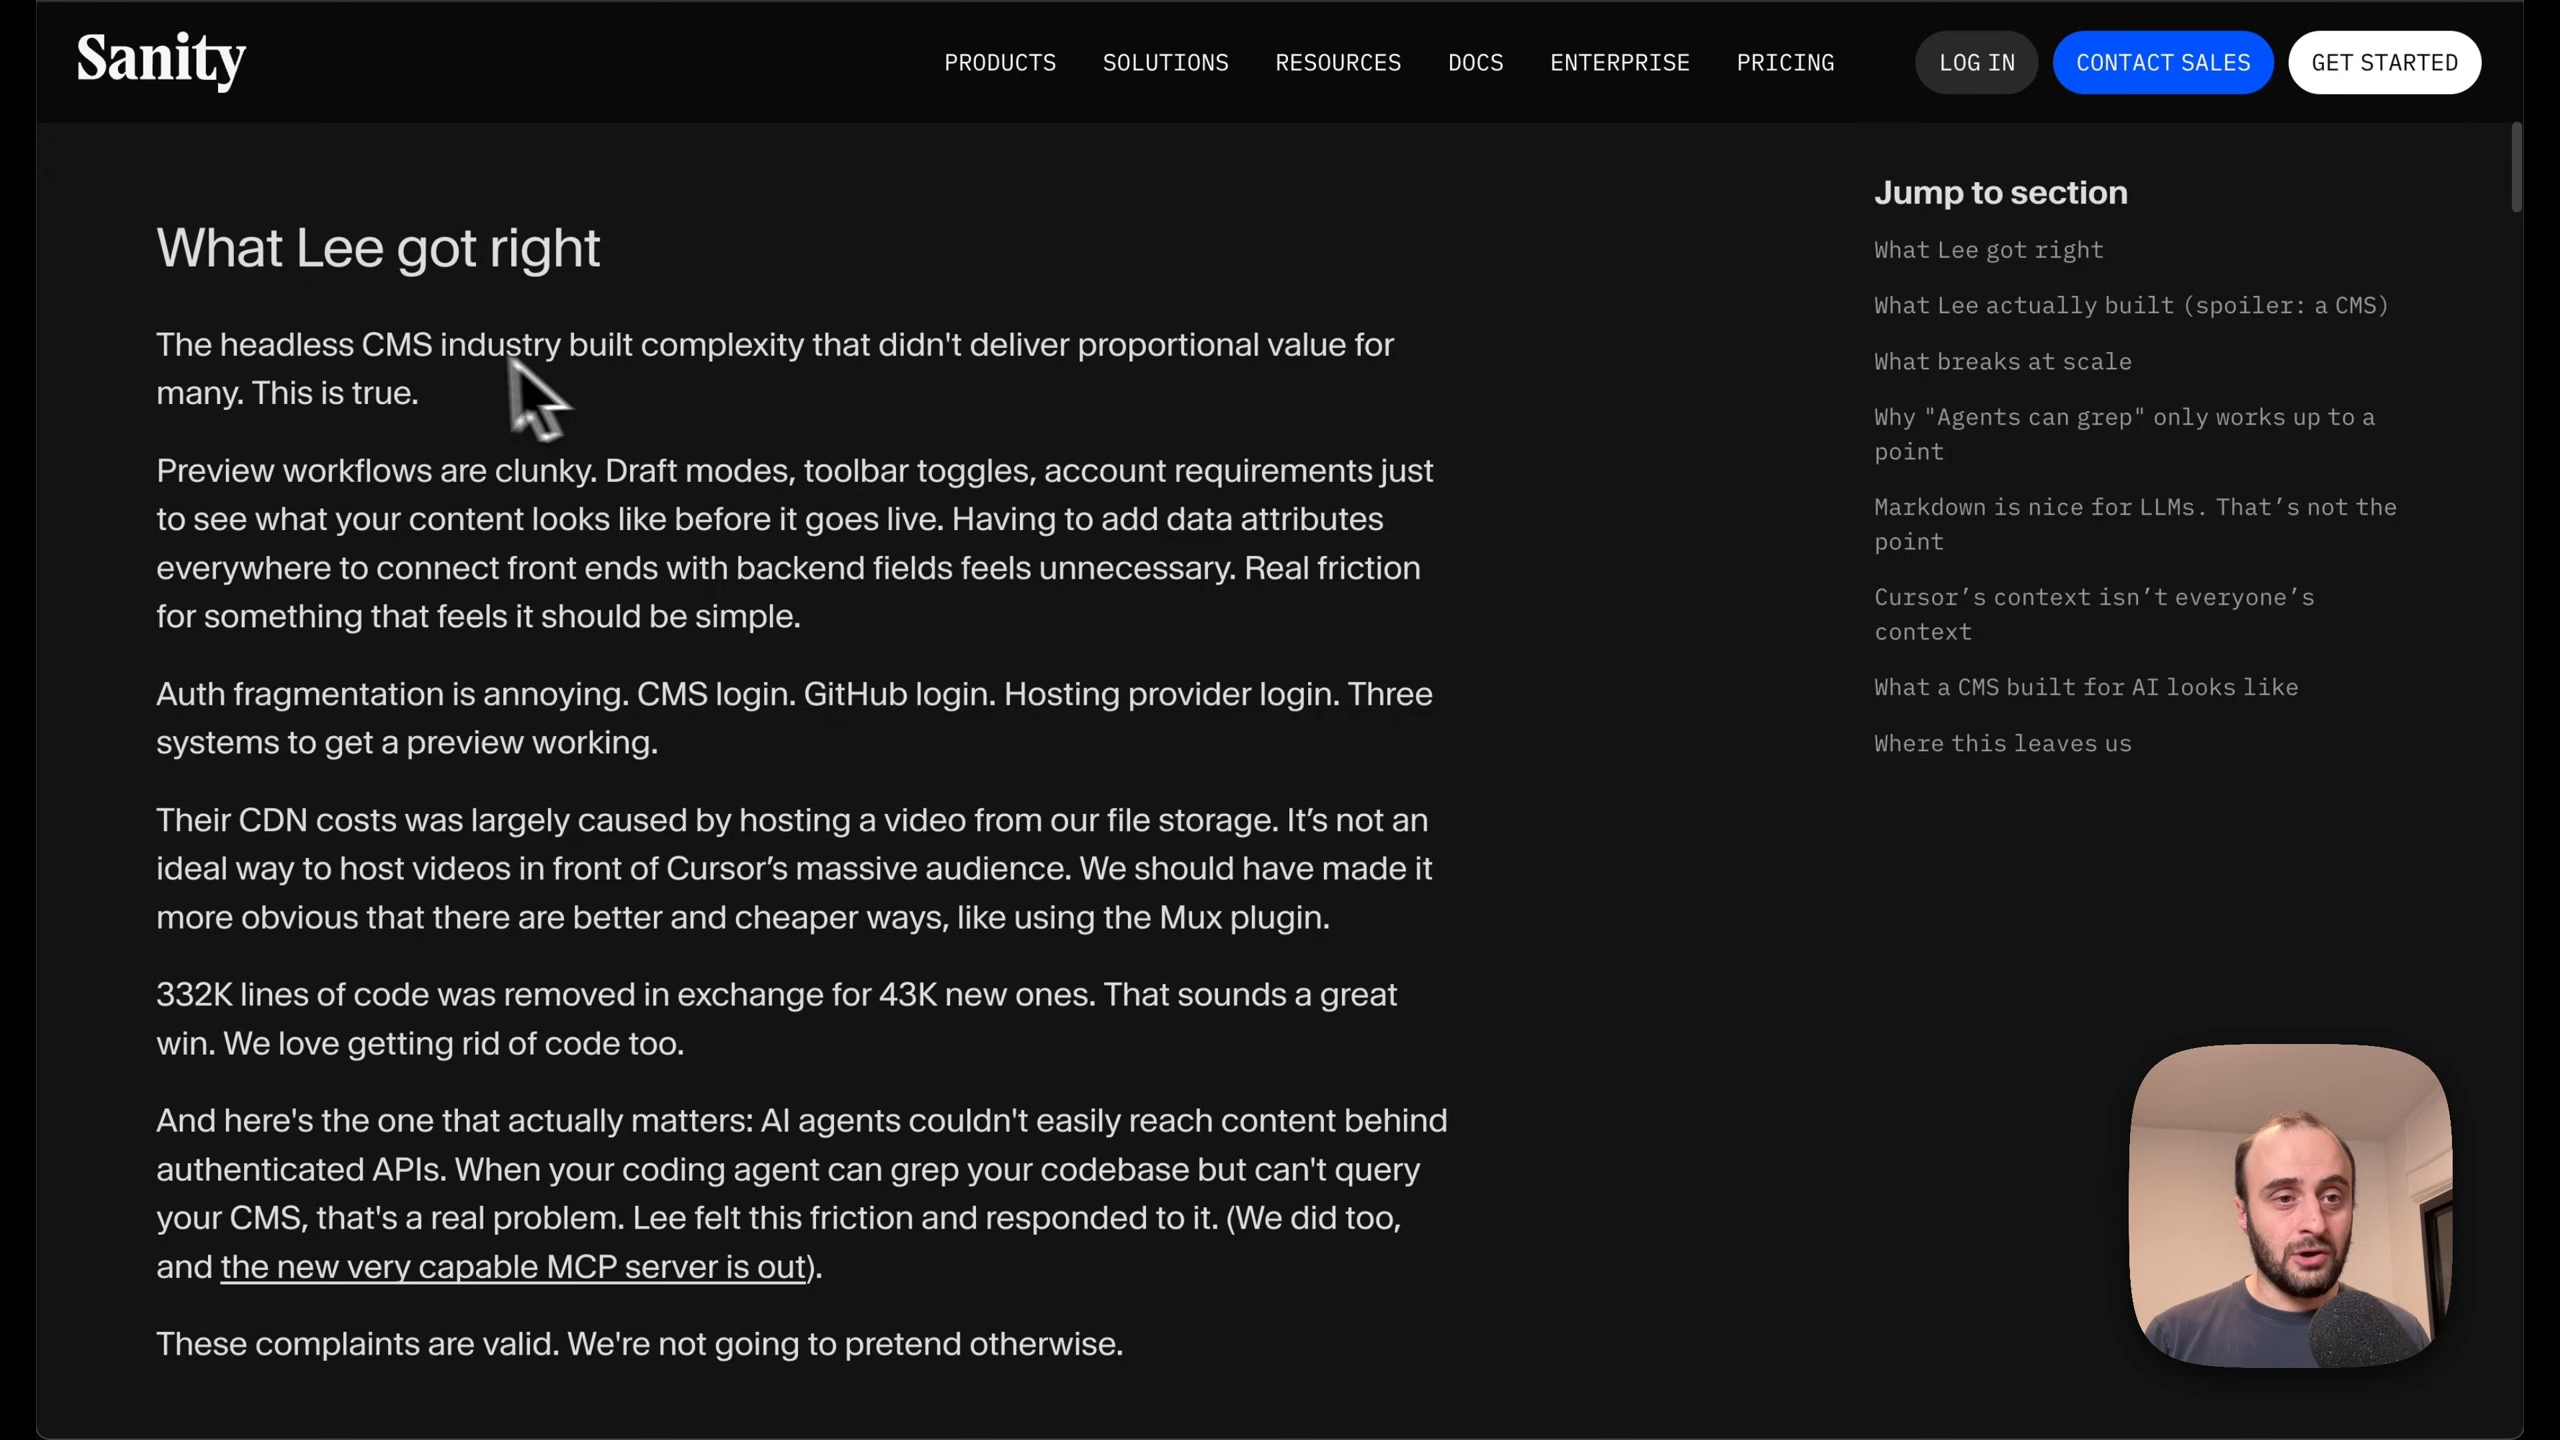 Sanity
PRODUCTS SOLUTIONS RESOURCES DOCS ENTERPRISE PRICING LOG IN CONTACT SALES GET STARTED
What Lee got right
The headless CMS industry built complexity that didn't deliver proportional value for
many. This is true.
Preview workflows are clunky. Draft modes, toolbar toggles, account requirements just
to see what your content looks like before it goes live. Having to add data attributes
everywhere to connect front ends with backend fields feels unnecessary. Real friction
for something that feels it should be simple.
Auth fragmentation is annoying. CMS login. GitHub login. Hosting provider login. Three
systems to get a preview working.
Their CDN costs was largely caused by hosting a video from our file storage. It’s not an
ideal way to host videos in front of Cursor’s massive audience. We should have made it
more obvious that there are better and cheaper ways, like using the Mux plugin.
332K lines of code was removed in exchange for 43K new ones. That sounds a great
win. We love getting rid of code too.
And here's the one that actually matters: AI agents couldn't easily reach content behind
authenticated APIs. When your coding agent can grep your codebase but can't query
your CMS, that's a real problem. Lee felt this friction and responded to it. (We did too,
and the new very capable MCP server is out).
These complaints are valid. We're not going to pretend otherwise.
Jump to section
What Lee got right
What Lee actually built (spoiler: a CMS)
What breaks at scale
Why "Agents can grep" only works up to a
point
Markdown is nice for LLMs. That’s not the
point
Cursor’s context isn’t everyone’s
context
What a CMS built for AI looks like
Where this leaves us